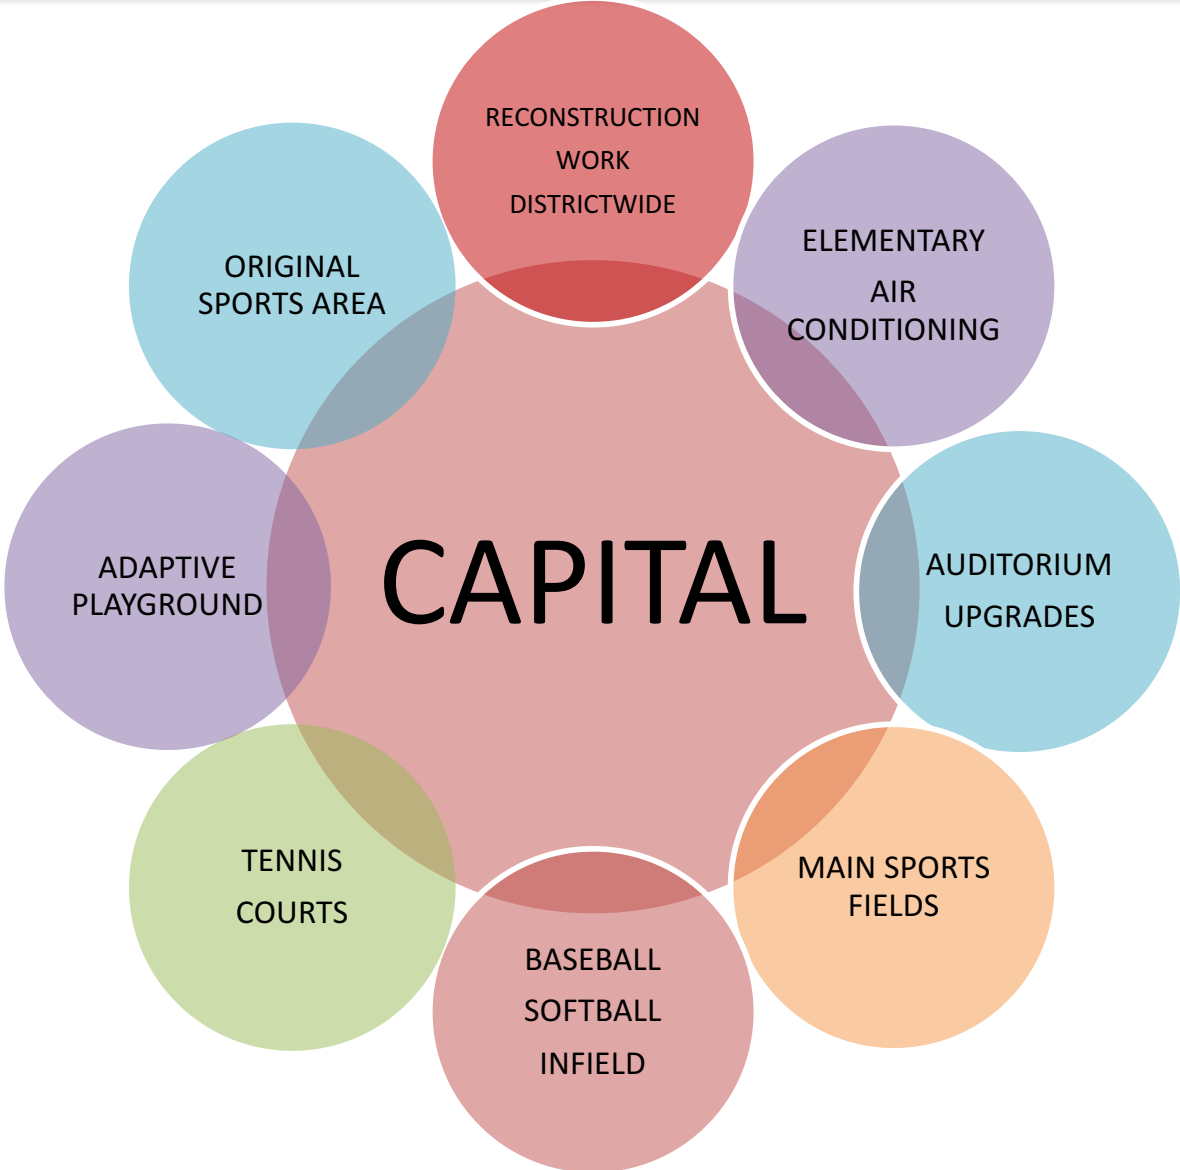 RECONSTRUCTION
WORK
DISTRICTWIDE
ELEMENTARY
AIR
CONDITIONING
AUDITORIUM
UPGRADES
MAIN SPORTS
FIELDS
BASEBALL
SOFTBALL
INFIELD
TENNIS
COURTS
ADAPTIVE
PLAYGROUND
ORIGINAL
SPORTS AREA
CAPITAL